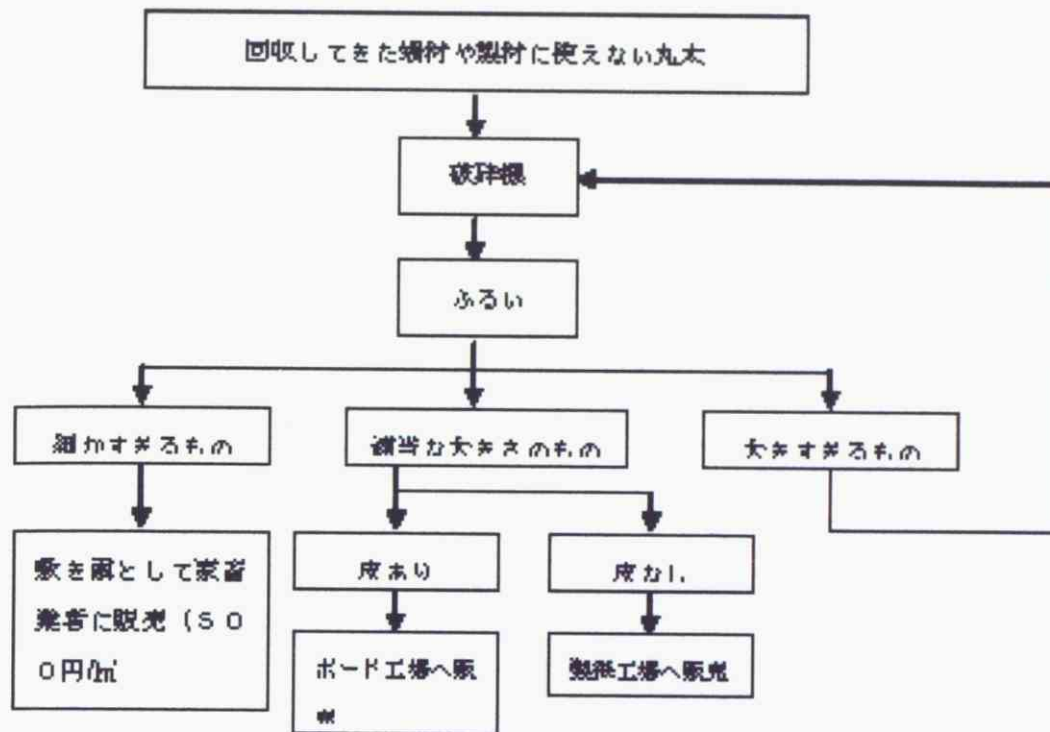 回収してきた端材や製材に使えない丸太
破砕機
ふるい
細かすぎるもの
適当な大きさのもの
大きすぎるもの
敷き藁として家畜
業者に販売（５０
０円/㎥
皮あり
皮なし
ボード工場へ販
売
製紙工場へ販売